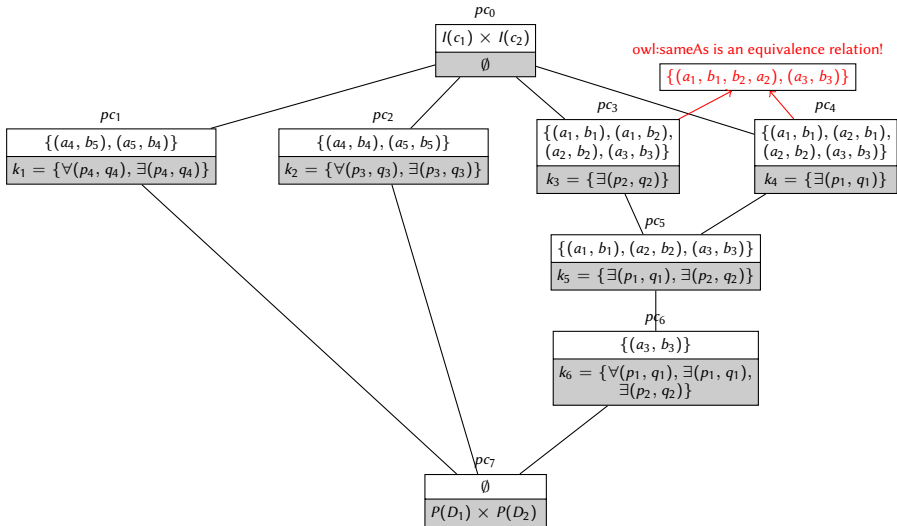 pc₀
I(c₁) × I(c₂)
∅
owl:sameAs is an equivalence relation!
{(a₁, b₁, b₂, a₂), (a₃, b₃)}
pc₁
{(a₄, b₅), (a₅, b₄)}
k₁ = {∀(p₄, q₄), ∃(p₄, q₄)}
pc₂
{(a₄, b₄), (a₅, b₅)}
k₂ = {∀(p₃, q₃), ∃(p₃, q₃)}
pc₃
{(a₁, b₁), (a₁, b₂),
(a₂, b₂), (a₃, b₃)}
k₃ = {∃(p₂, q₂)}
pc₄
{(a₁, b₁), (a₂, b₁),
(a₂, b₂), (a₃, b₃)}
k₄ = {∃(p₁, q₁)}
pc₅
{(a₁, b₁), (a₂, b₂), (a₃, b₃)}
k₅ = {∃(p₁, q₁), ∃(p₂, q₂)}
pc₆
{(a₃, b₃)}
k₆ = {∀(p₁, q₁), ∃(p₁, q₁),
∃(p₂, q₂)}
pc₇
∅
P(D₁) × P(D₂)